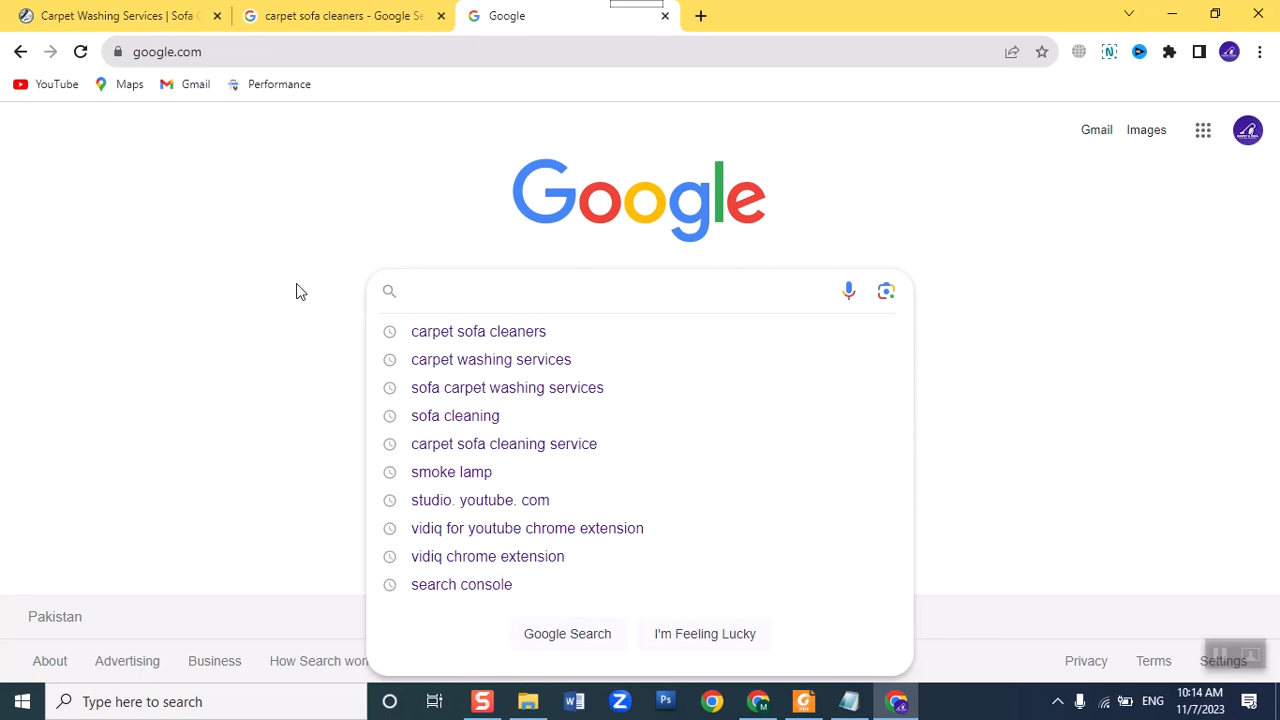 Carpet Washing Services | Sofa C
carpet sofa cleaners - Google Se
Google
google.com
YouTube
Maps
Gmail
Performance
Gmail
Images
Google
carpet sofa cleaners
carpet washing services
sofa carpet washing services
sofa cleaning
carpet sofa cleaning service
smoke lamp
studio. youtube. com
vidiq for youtube chrome extension
vidiq chrome extension
search console
Google Search
I'm Feeling Lucky
Pakistan
About
Advertising
Business
How Search wor
Privacy
Terms
Settings
Type here to search
ENG
10:14 AM
11/7/2023